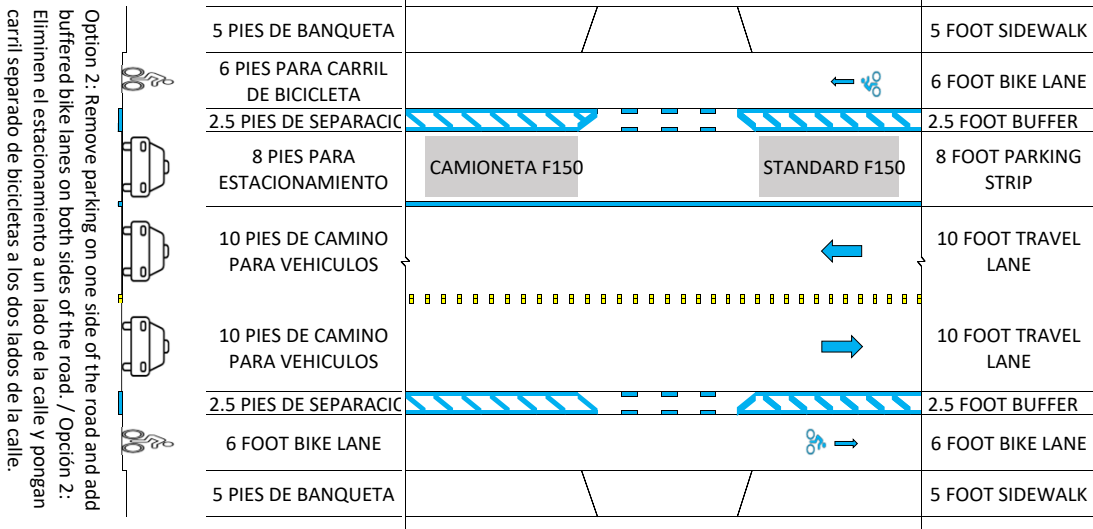 Option 2: Remove parking on one side of the road and add
buffered bike lanes on both sides of the road. / Opción 2:
Eliminen el estacionamiento a un lado de la calle y pongan
carril separado de bicicletas a los dos lados de la calle.
5 PIES DE BANQUETA
5 FOOT SIDEWALK
6 PIES PARA CARRIL
DE BICICLETA
6 FOOT BIKE LANE
2.5 PIES DE SEPARACIO
2.5 FOOT BUFFER
8 PIES PARA
ESTACIONAMIENTO
CAMIONETA F150
STANDARD F150
8 FOOT PARKING
STRIP
10 PIES DE CAMINO
PARA VEHICULOS
10 FOOT TRAVEL
LANE
10 PIES DE CAMINO
PARA VEHICULOS
10 FOOT TRAVEL
LANE
2.5 PIES DE SEPARACIO
2.5 FOOT BUFFER
6 FOOT BIKE LANE
6 FOOT BIKE LANE
5 PIES DE BANQUETA
5 FOOT SIDEWALK